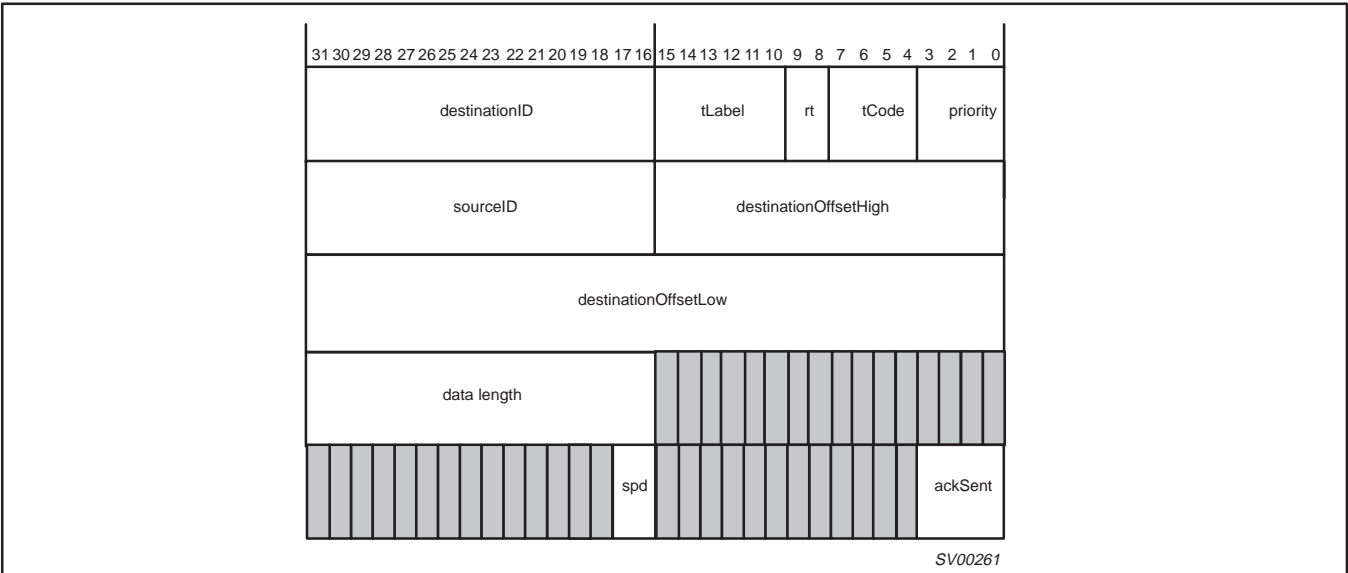 31 30 29 28 27 26 25 24 23 22 21 20 19 18 17 16 15 14 13 12 11 10 9 8 7 6 5 4 3 2 1 0
destinationID tLabel rt tCode priority
sourceID destinationOffsetHigh
destinationOffsetLow
data length
spd ackSent
SV00261